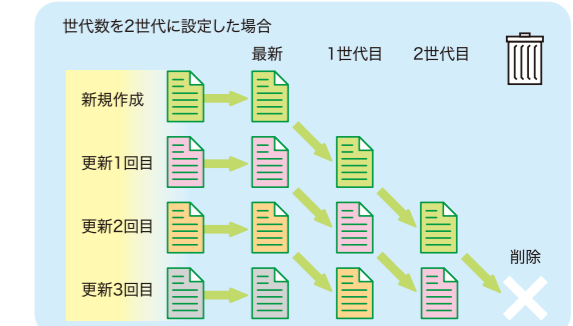 世代数を2世代に設定した場合
最新 1世代目 2世代目
新規作成
更新1回目
更新2回目
削除
更新3回目